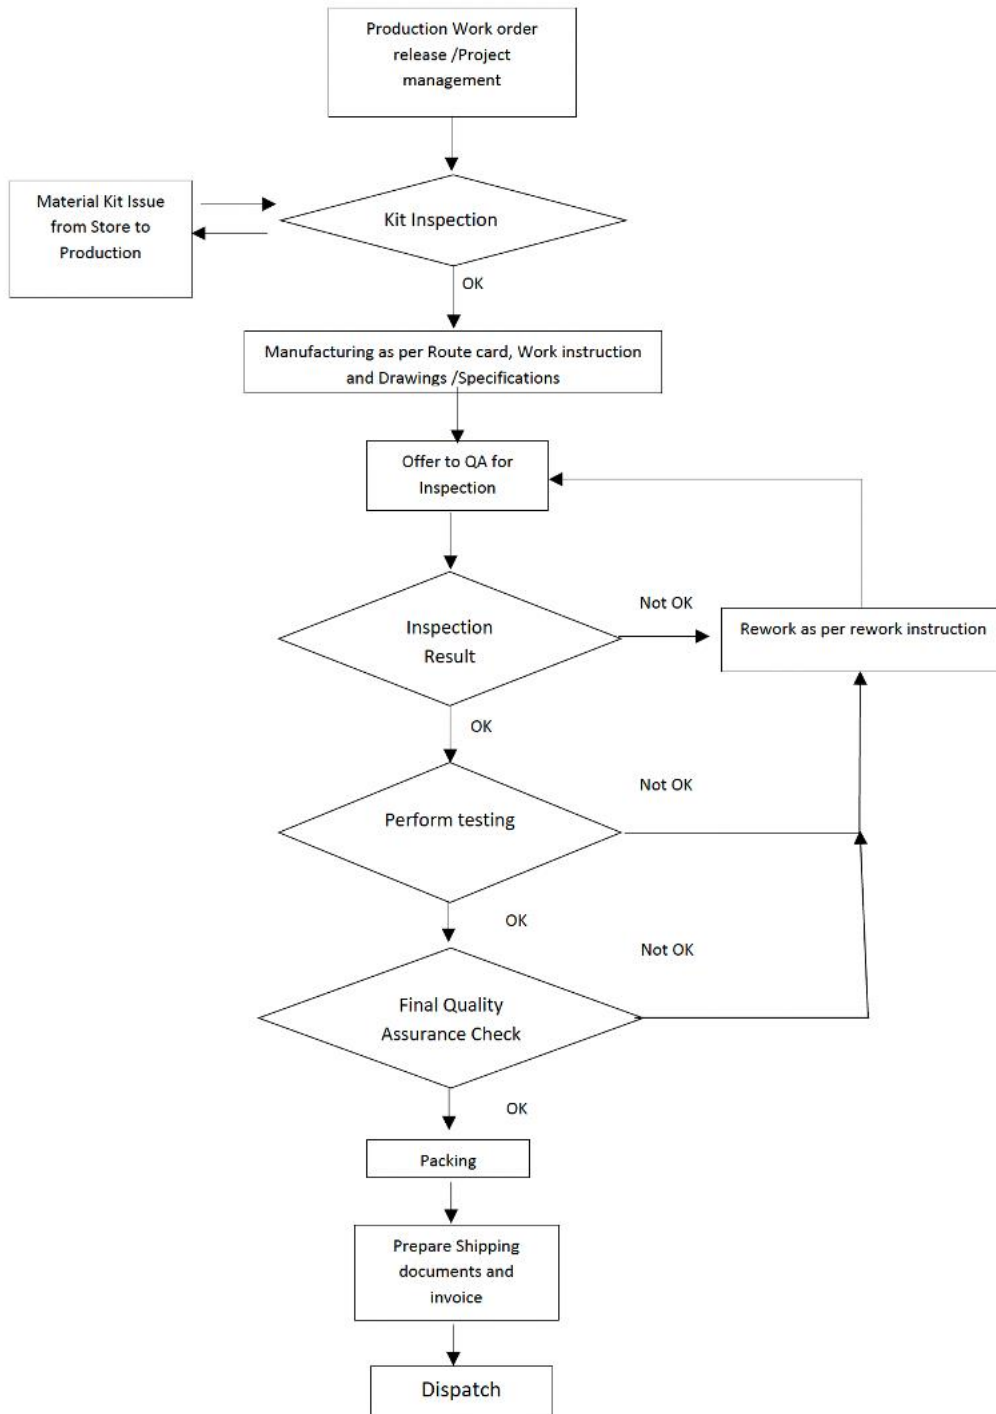 Production Work order
release /Project
management
Material Kit Issue
from Store to
Production
Kit Inspection
OK
Manufacturing as per Route card, Work instruction
and Drawings /Specifications
Offer to QA for
Inspection
Not OK
Inspection
Result
Rework as per rework instruction
OK
Not OK
Perform testing
OK
Not OK
Final Quality
Assurance Check
OK
Packing
Prepare Shipping
documents and
invoice
Dispatch